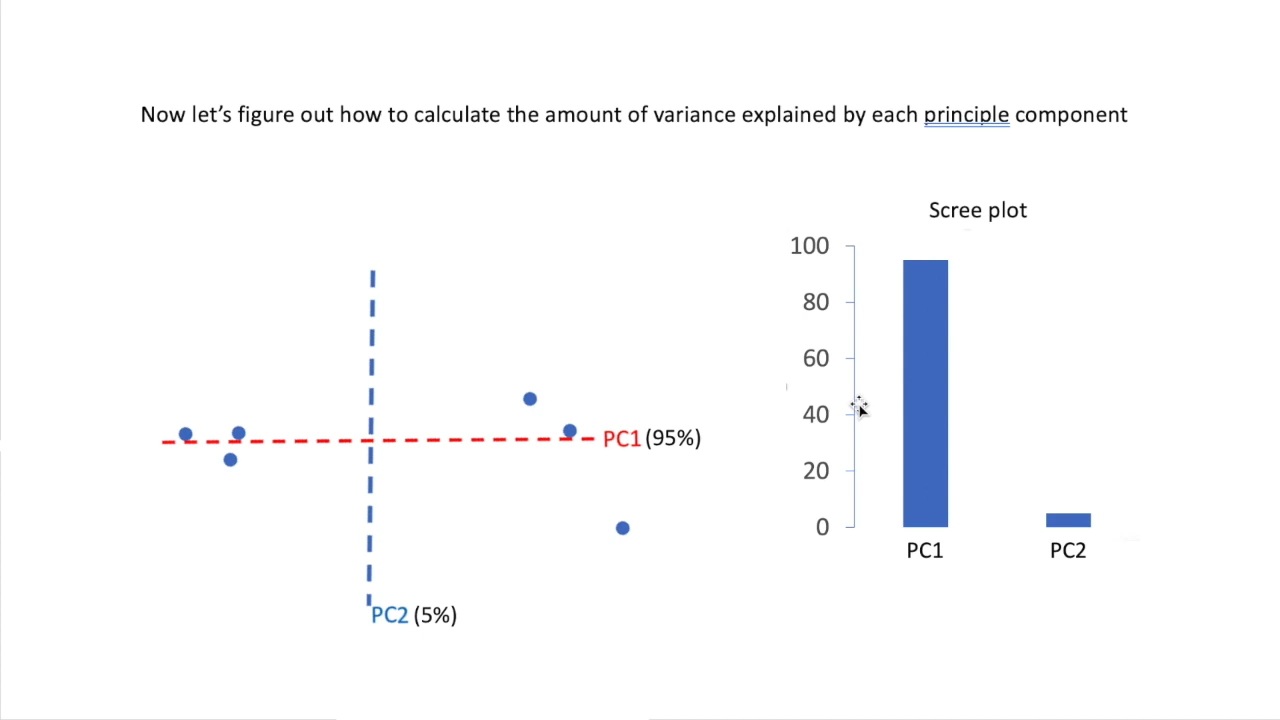 Now let’s figure out how to calculate the amount of variance explained by each principle component
Scree plot
100
80
60
40
20
0
PC1 PC2
PC1 (95%)
PC2 (5%)